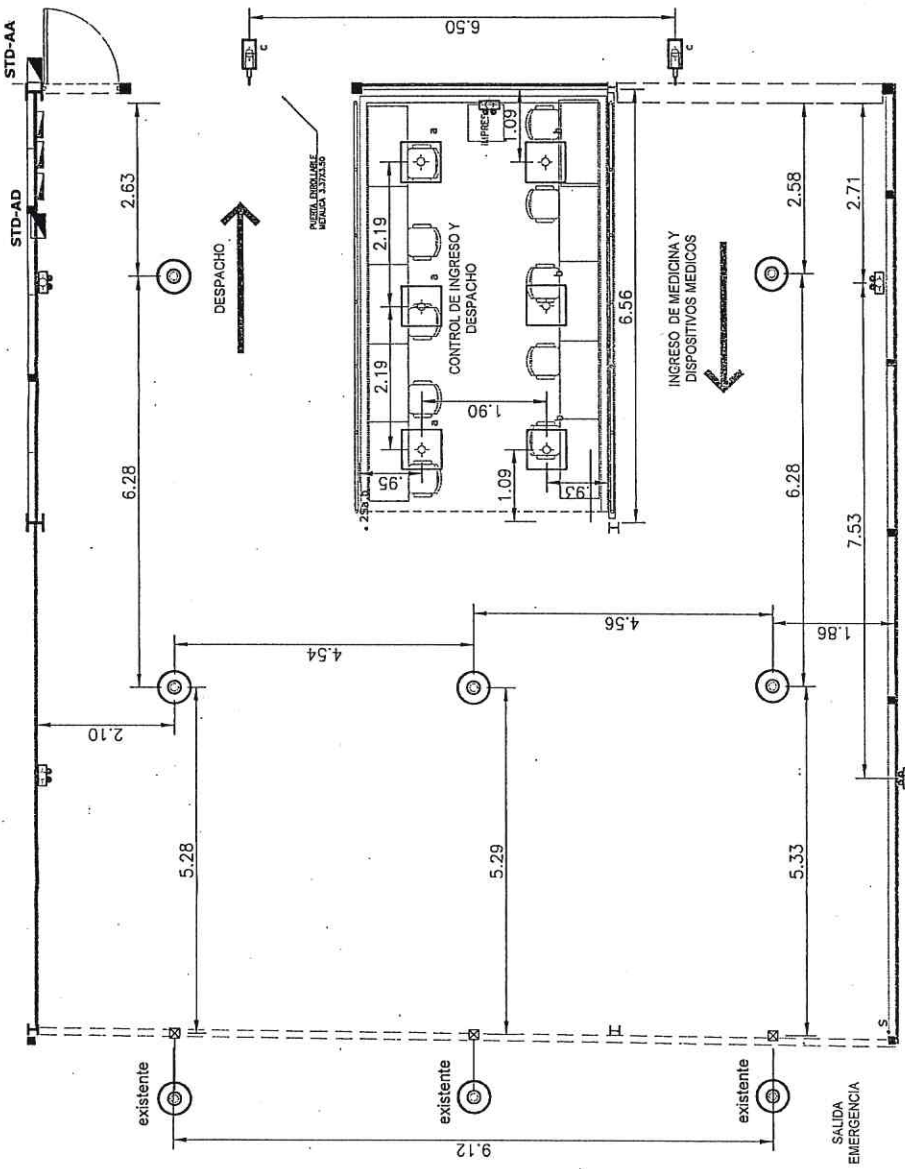 STD-AA
STD-AD
6.50
2.63
DESPACHO
PUERTA ENROLLABLE
METALICA 3.37X3.50
IMPRES
1.09
a
a
2.19
a
a
2.19
CONTROL DE INGRESO Y
DESPACHO
6.56
INGRESO DE MEDICINA Y
DISPOSITIVOS MEDICOS
2.58
2.71
6.28
1.90
.95
1.09
.93
6.28
7.53
4.54
4.56
1.86
2.10
5.28
5.29
5.33
S
existente
existente
existente
9.12
SALIDA
EMERGENCIA
c
c